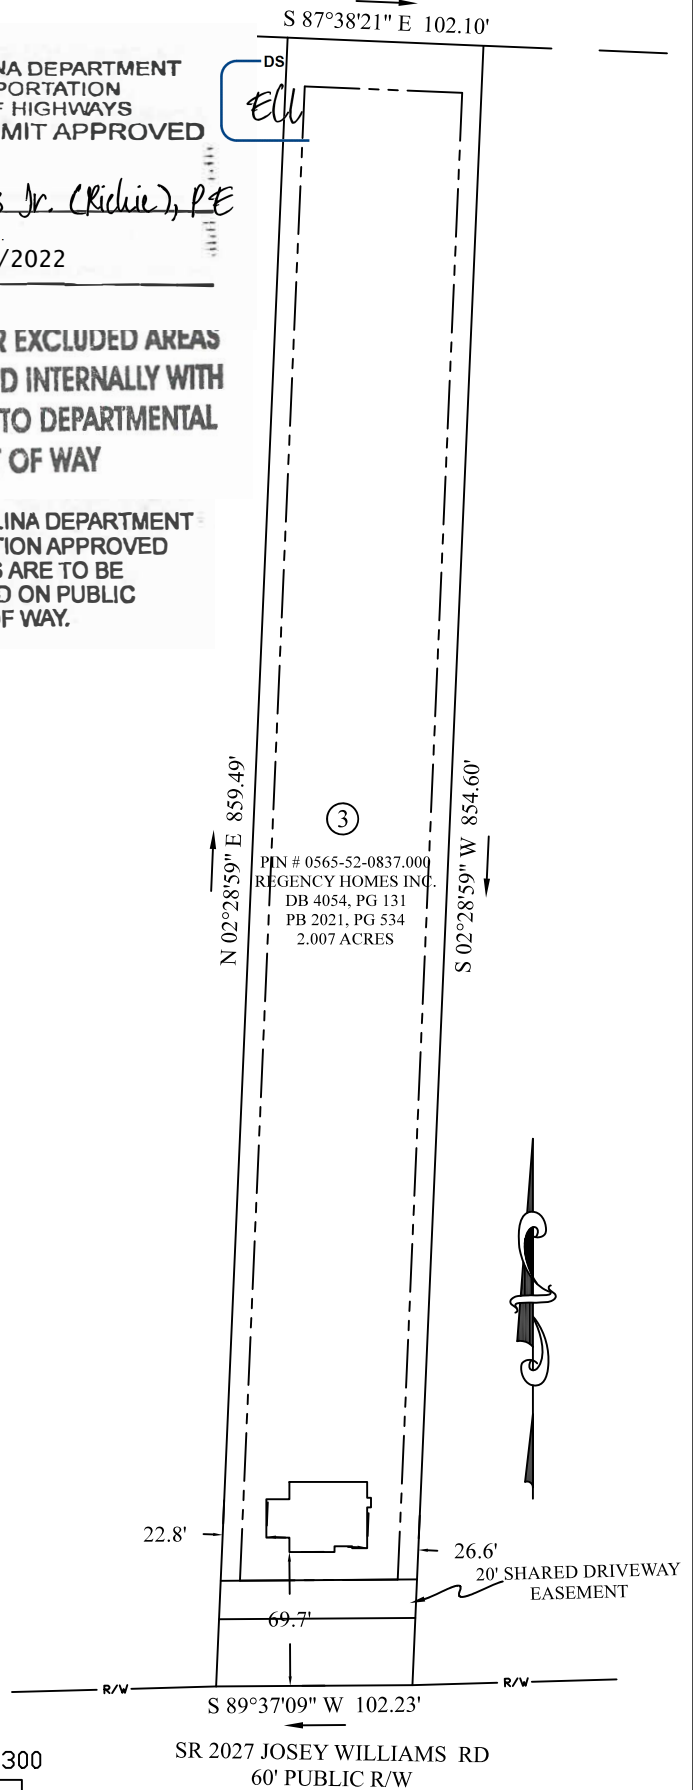 S 87°38'21" E 102.10'
NA DEPARTMENT
PORTATION
F HIGHWAYS
MIT APPROVED
DS
ECL
s Jr. (Richie), PE
/2022
R EXCLUDED AREAS
D INTERNALLY WITH
TO DEPARTMENTAL
OF WAY
LINA DEPARTMENT
TION APPROVED
S ARE TO BE
D ON PUBLIC
OF WAY.
N 02°28'59" E 859.49'
S 02°28'59" W 854.60'
3
PIN # 0565-52-0837.000
REGENCY HOMES INC.
DB 4054, PG 131
PB 2021, PG 534
2.007 ACRES
22.8'
26.6'
20' SHARED DRIVEWAY
EASEMENT
69.7'
R/W
R/W
S 89°37'09" W 102.23'
SR 2027 JOSEY WILLIAMS RD
60' PUBLIC R/W
300